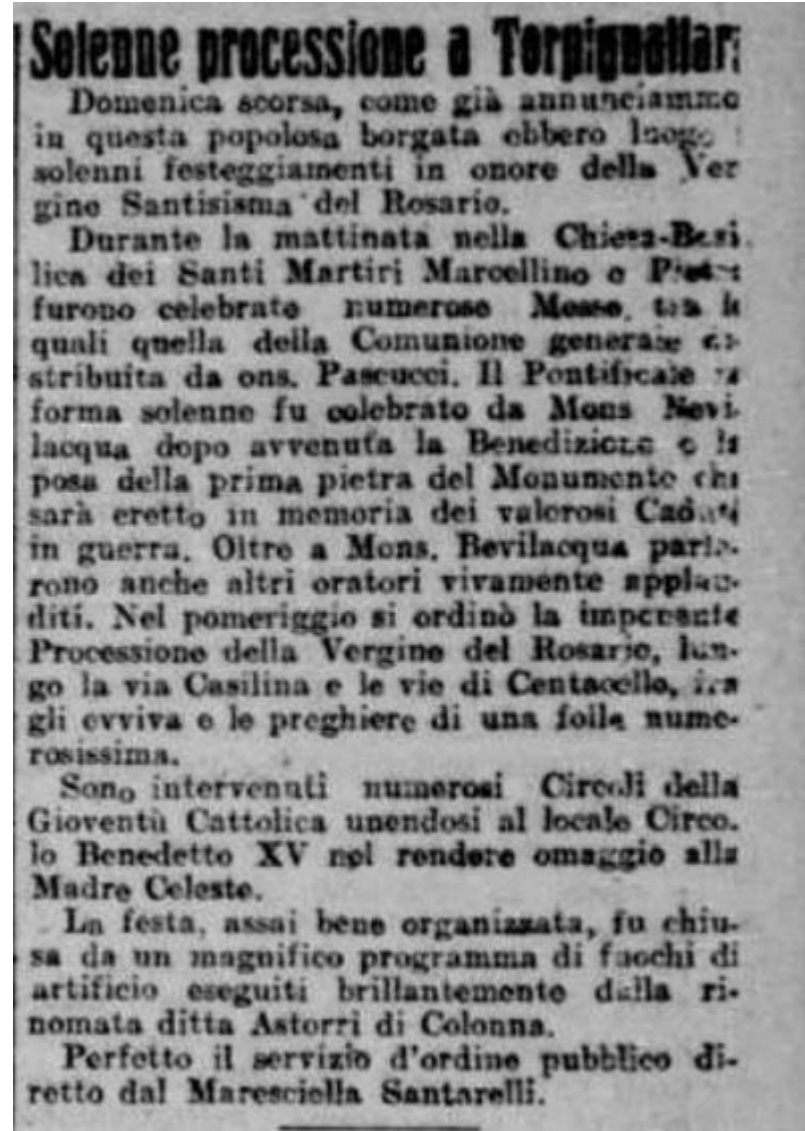 Solenne processione a Torpignattar:
Domenica scorsa, come già annunciammo
in questa popolosa borgata ebbero luogo i
solenni festeggiamenti in onore della Ver
gine Santisisma del Rosario.
Durante la mattinata nella Chiesa-Basi
lica dei Santi Martiri Marcellino e Pietro
furono celebrate numerose Messe, tra le
quali quella della Comunione generale di-
stribuita da ons. Pascucci. Il Pontificale in
forma solenne fu celebrato da Mons Nevi-
lacqua dopo avvenuta la Benedizione e la
posa della prima pietra del Monumento che
sarà eretto in memoria dei valorosi Caduti
in guerra. Oltre a Mons. Bevilacqua parla-
rono anche altri oratori vivamente applau-
diti. Nel pomeriggio si ordinò la imponente
Processione della Vergine del Rosario, lun-
go la via Casilina e le vie di Centacelle, fra
gli evviva e le preghiere di una folla nume-
rosissima.
Sono intervenuti numerosi Circoli della
Gioventù Cattolica unendosi al locale Circo.
lo Benedetto XV nel rendere omaggio alla
Madre Celeste.
La festa, assai bene organizzata, fu chiu-
sa da un magnifico programma di fuochi di
artificio eseguiti brillantemente dalla ri-
nomata ditta Astorri di Colonna.
Perfetto il servizio d'ordine pubblico di-
retto dal Maresciella Santarelli.